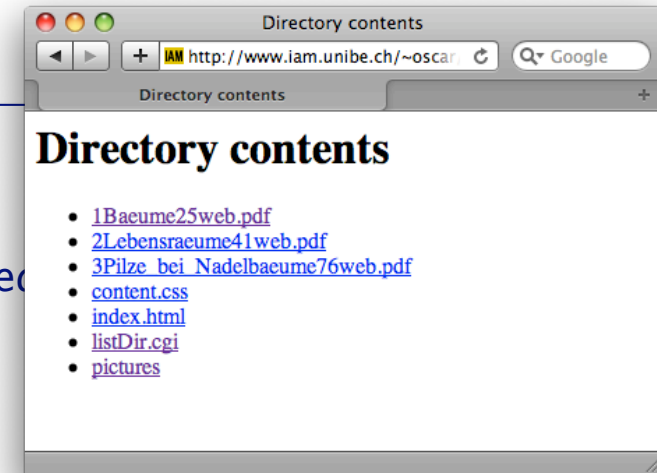 Directory contents
IAM http://www.iam.unibe.ch/~oscar/ Google
Directory contents
Directory contents
• 1Baeume25web.pdf
• 2Lebensraeume41web.pdf
• 3Pilze_bei_Nadelbaeume76web.pdf
• content.css
• index.html
• listDir.cgi
• pictures